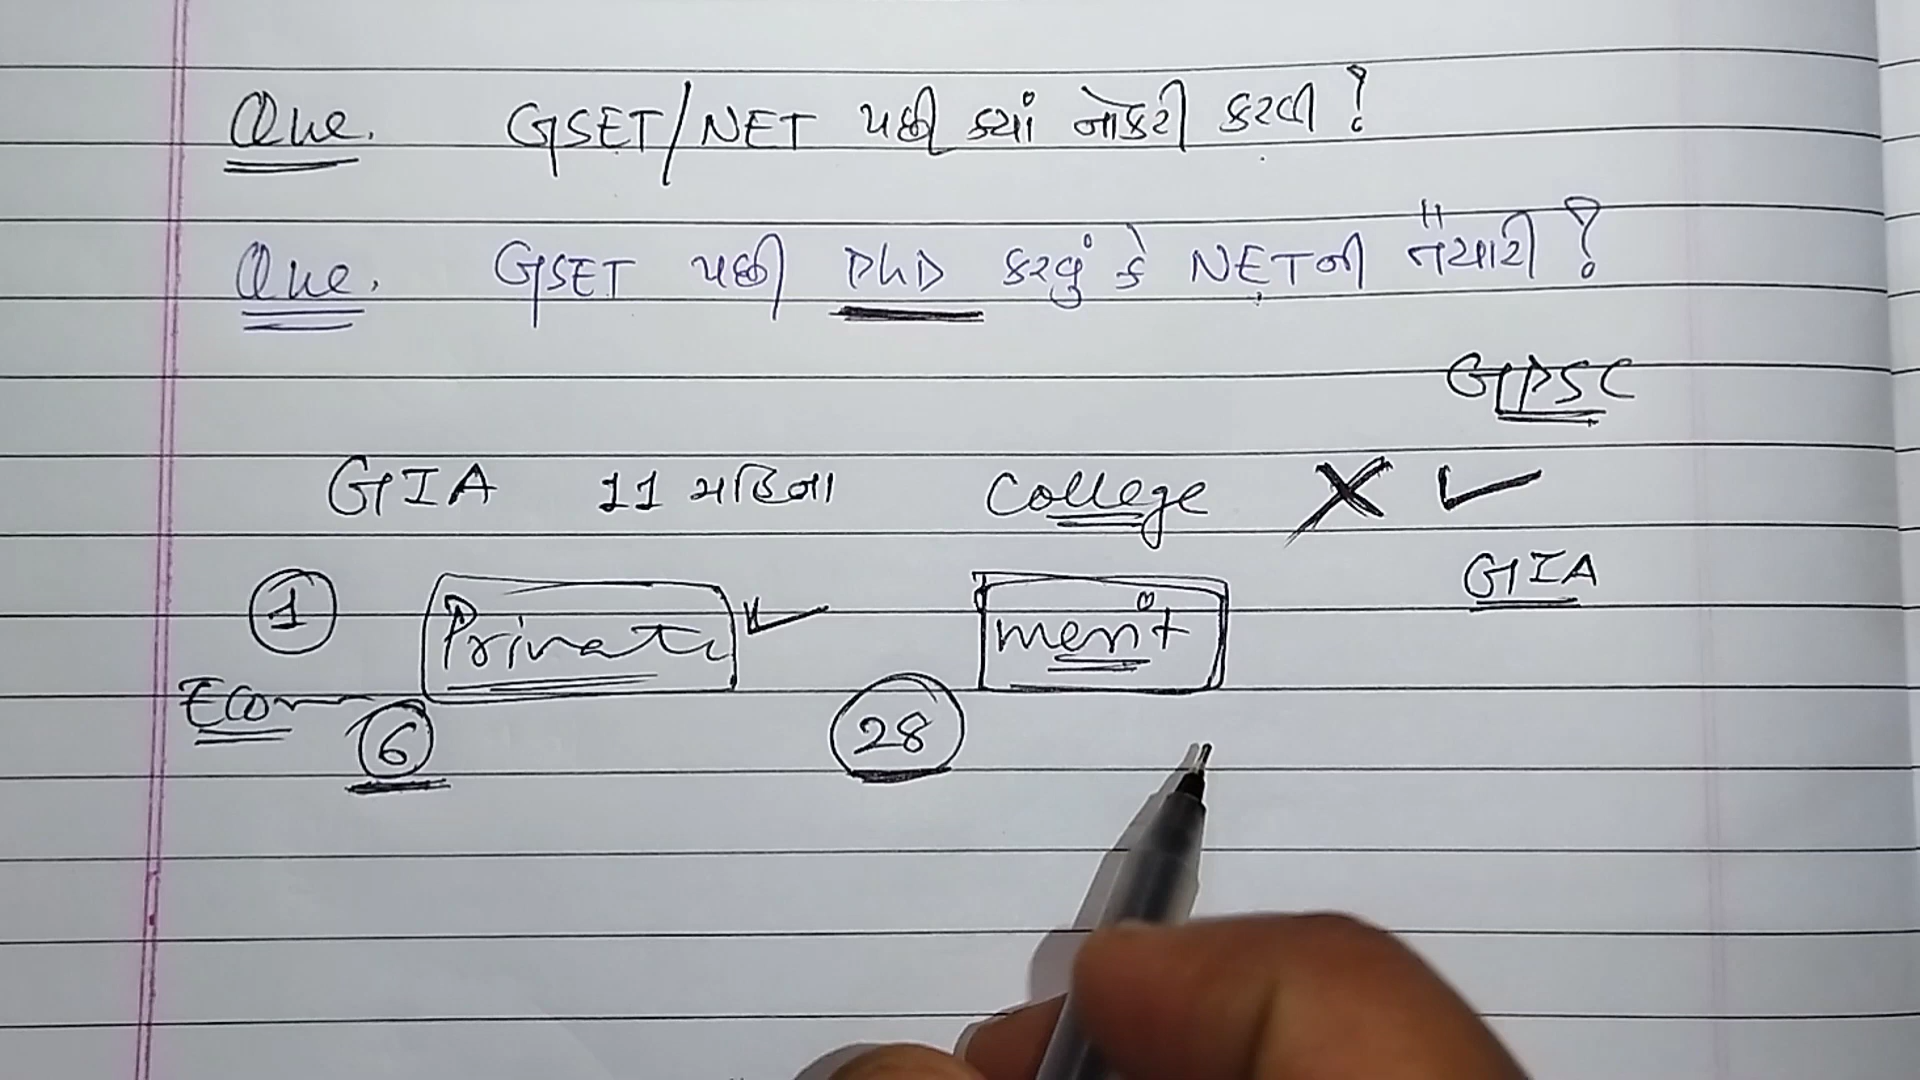 Que. GSET/NET પછી ક્યાં નોકરી કરવી ?
Que. GSET પછી PhD કરવું કે NETની તૈયારી ?
GPSC
GIA 11 મહિના College X ✓
GIA
1 Private ✓ ment
Eco
6 28